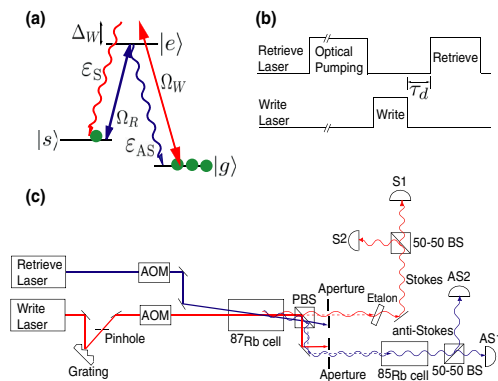 (a)
Δ_W
|e⟩
ε_S
Ω_W
Ω_R
|s⟩
ε_AS
|g⟩
(b)
Retrieve Laser
Optical Pumping
Retrieve
τ_d
Write Laser
Write
(c)
S1
S2
50-50 BS
Stokes
AS2
Retrieve Laser
AOM
Aperture
PBS
Etalon
Write Laser
AOM
anti-Stokes
Pinhole
87Rb cell
AS1
Grating
Aperture
85Rb cell
50-50 BS